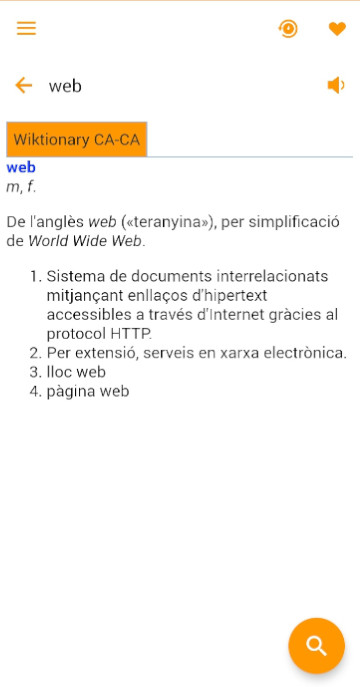 web
Wiktionary CA-CA
web
m, f.
De l'anglès web («teranyina»), per simplificació
de World Wide Web.
1. Sistema de documents interrelacionats
mitjançant enllaços d'hipertext
accessibles a través d'Internet gràcies al
protocol HTTP.
2. Per extensió, serveis en xarxa electrònica.
3. lloc web
4. pàgina web